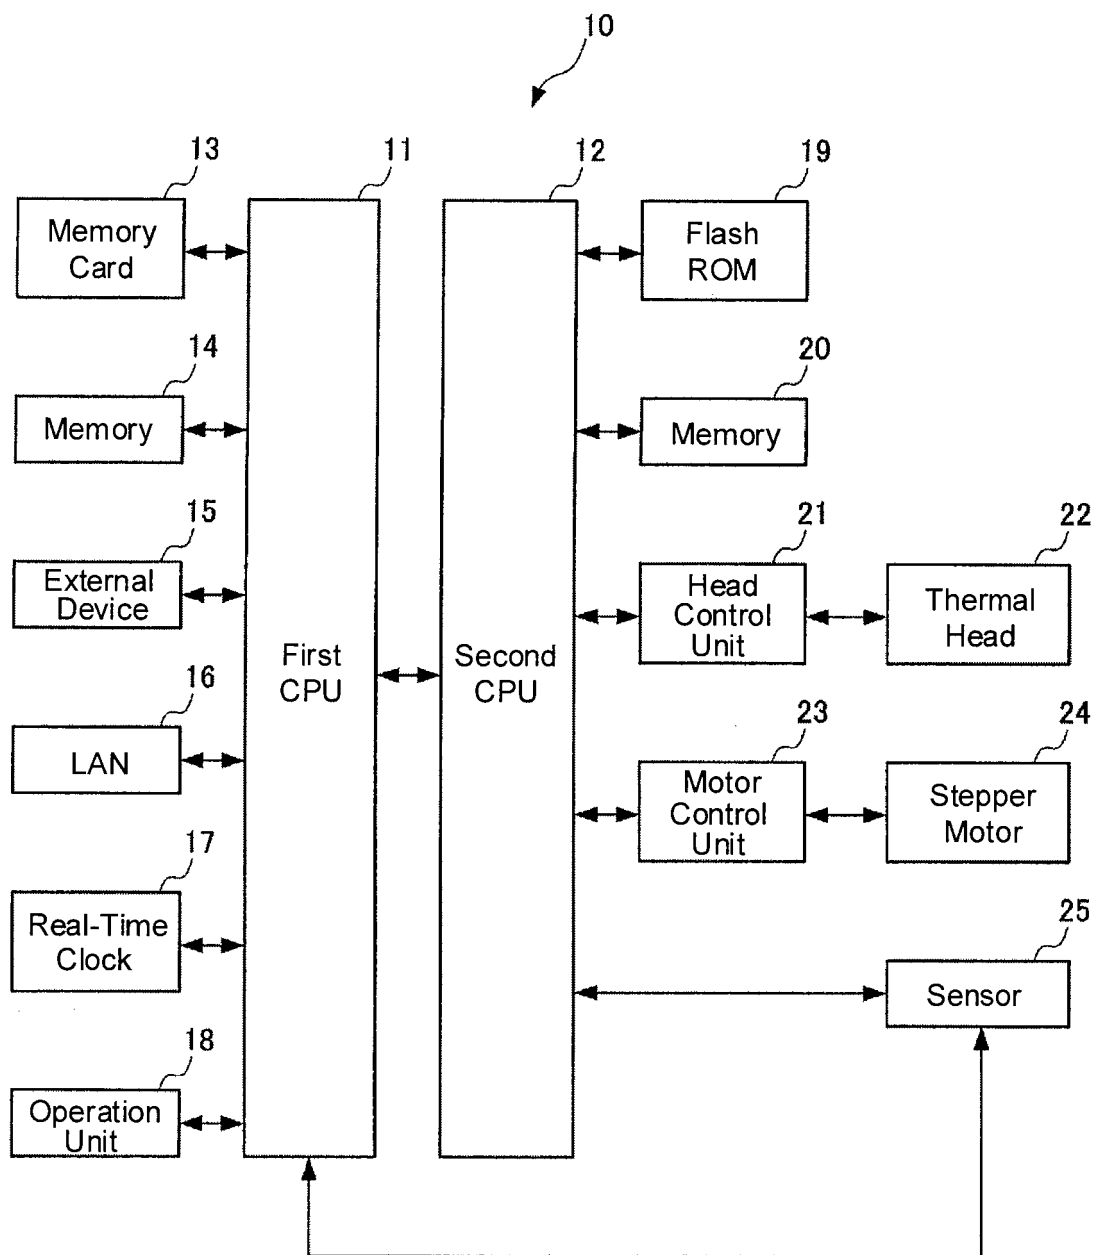 10
13
11
12
19
Memory
Card
Flash
ROM
14
20
Memory
Memory
15
21
22
External
Device
Head
Control
Unit
Thermal
Head
First
CPU
Second
CPU
16
LAN
23
24
Motor
Control
Unit
Stepper
Motor
17
Real-Time
Clock
25
Sensor
18
Operation
Unit